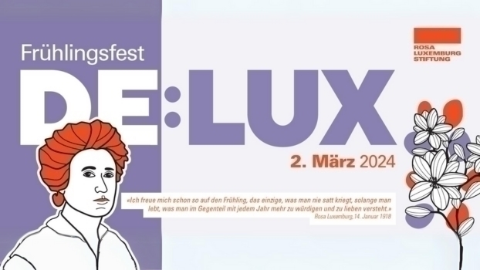 Frühlingsfest
DE:LUX
2. März 2024
ROSA
LUXEMBURG
STIFTUNG
«Ich freue mich schon so auf den Frühling, das einzige, was man nie satt kriegt, solange man
lebt, was man im Gegenteil mit jedem Jahr mehr zu würdigen und zu lieben versteht.»
Rosa Luxemburg, 14. Januar 1918